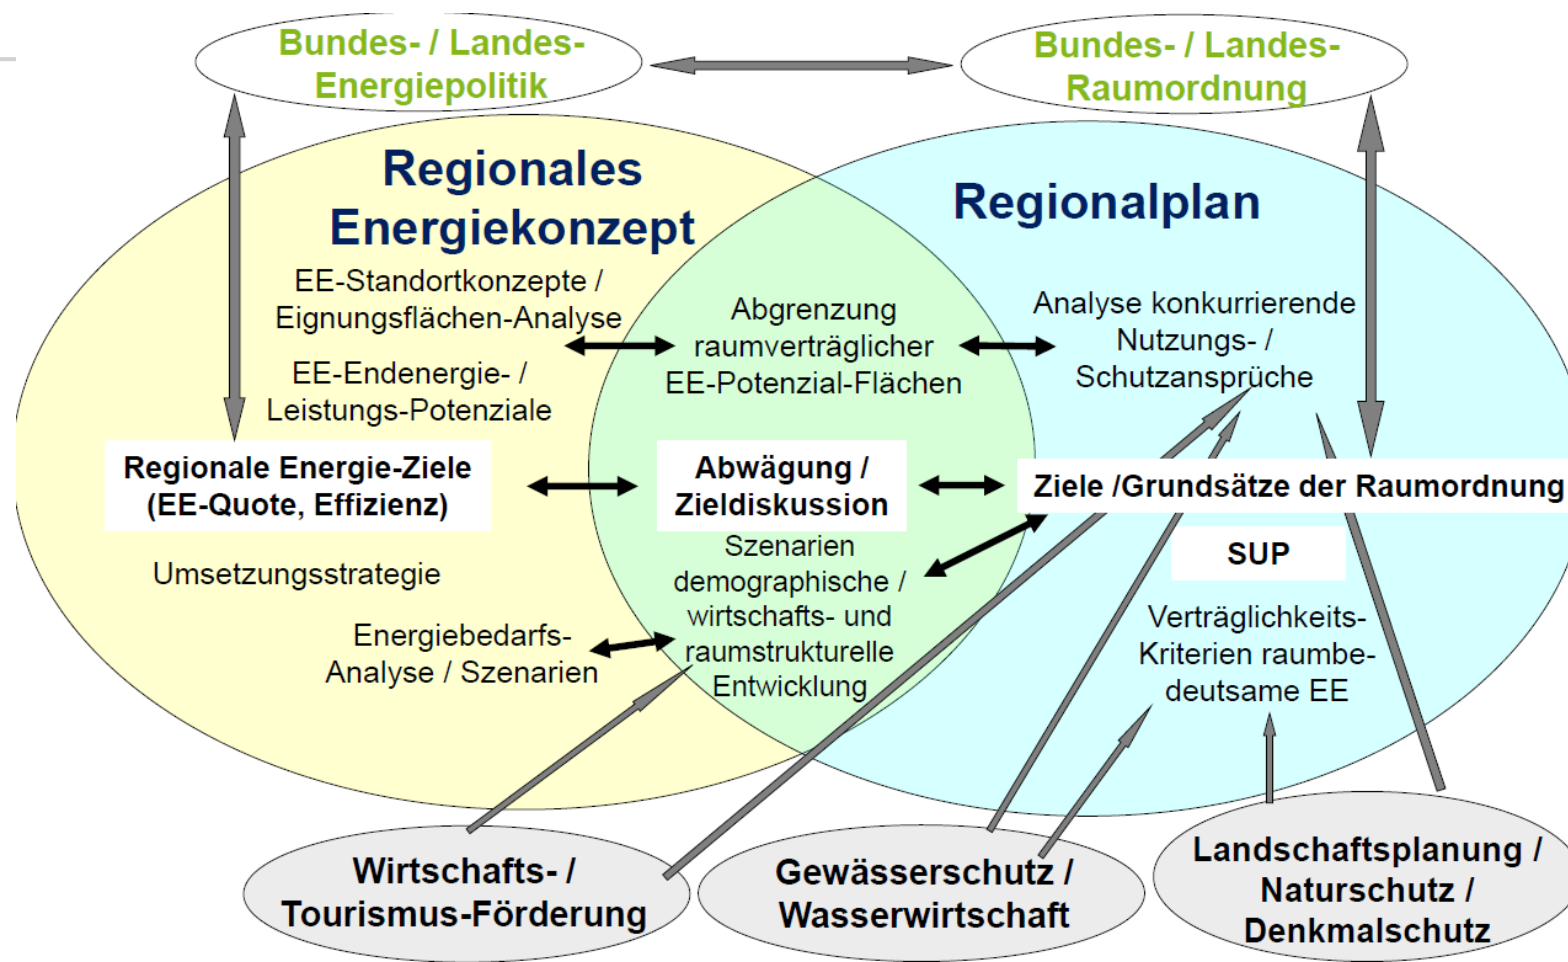 Bundes- / Landes-
Energiepolitik
Bundes- / Landes-
Raumordnung
Regionales
Energiekonzept
Regionalplan
EE-Standortkonzepte /
Eignungsflächen-Analyse
EE-Endenergie- /
Leistungs-Potenziale
Abgrenzung
raumverträglicher
EE-Potenzial-Flächen
Analyse konkurrierende
Nutzungs- /
Schutzansprüche
Regionale Energie-Ziele
(EE-Quote, Effizienz)
Abwägung /
Zieldiskussion
Ziele /Grundsätze der Raumordnung
SUP
Umsetzungsstrategie
Szenarien
demographische /
wirtschafts- und
raumstrukturelle
Entwicklung
Energiebedarfs-
Analyse / Szenarien
Verträglichkeits-
Kriterien raumbe-
deutsame EE
Wirtschafts- /
Tourismus-Förderung
Gewässerschutz /
Wasserwirtschaft
Landschaftsplanung /
Naturschutz /
Denkmalschutz